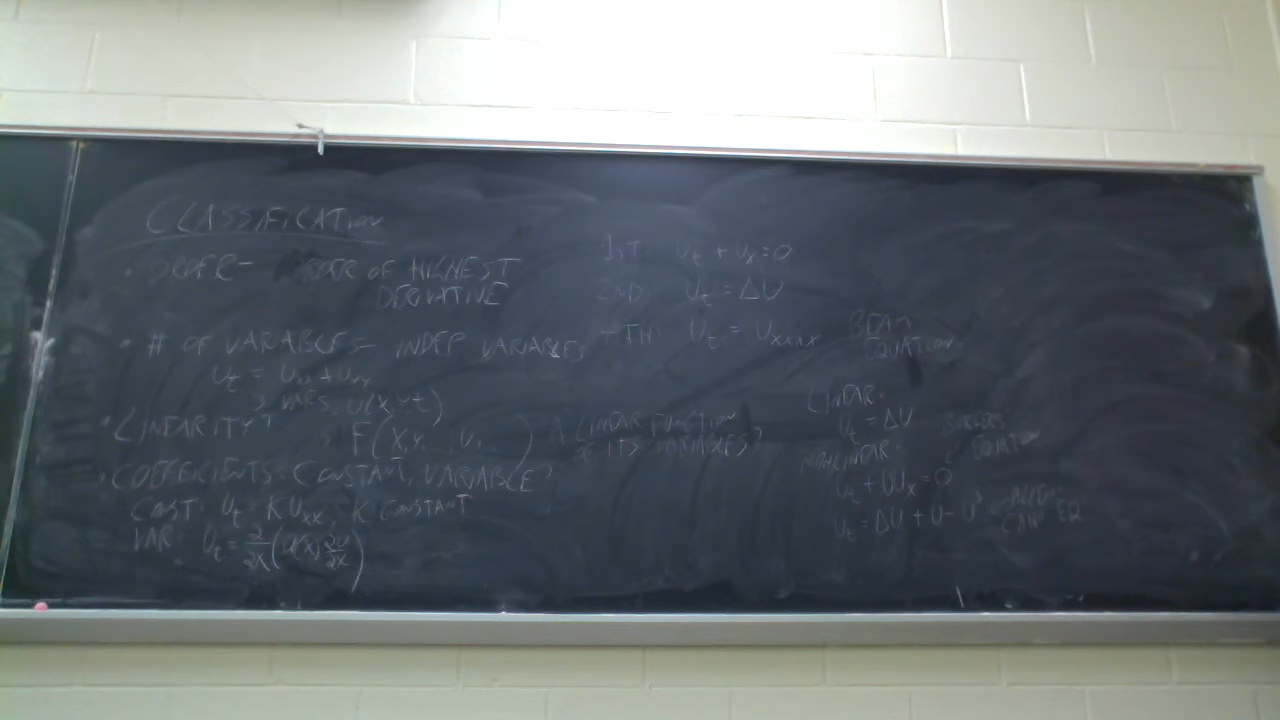 CLASSIFICATION
• ORDER - ORDER OF HIGHEST
DERIVATIVE
1ST: U_t + U_x = 0
2ND: U_t = ΔU
4TH: U_t = U_xxxx BEAM
EQUATION
• # OF VARIABLES - INDEP VARIABLES
U_t = U_xx + U_yy
3 VARS, U(x,y,t)
• LINEARITY? F(X,Y,...,U, ) A LINEAR FUNCTION
OF ITS VARIABLES?
LINEAR:
U_t = ΔU
NONLINEAR: BURGERS
EQUATION
U_t + UU_x = 0
U_t = ΔU + U - U³ ALLEN
CAHN EQ
• COEFFICIENTS: CONSTANT, VARIABLE?
CONST: U_t = KU_xx, K CONSTANT
VAR: U_t = ∂/∂x (a(x) ∂U/∂x)